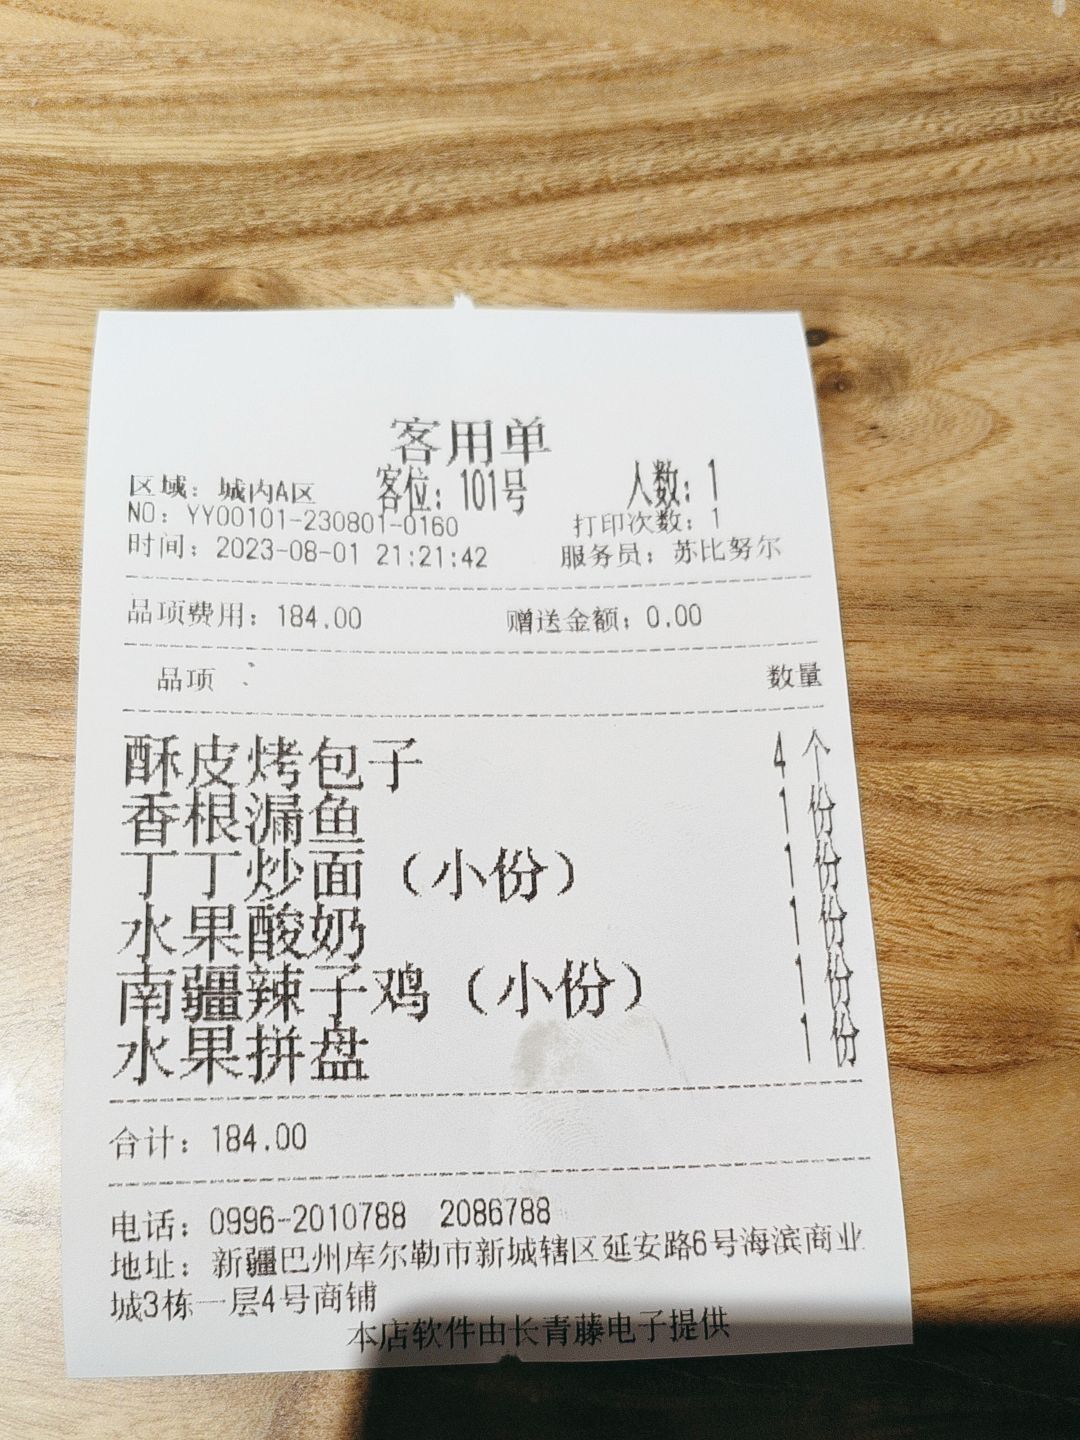 客用单
区域：城内A区 客位：101号 人数：1
NO：YY00101-230801-0160 打印次数：1
时间：2023-08-01 21:21:42 服务员：苏比努尔
品项费用：184.00 赠送金额：0.00
品项： 数量
酥皮烤包子 4 个
香根漏鱼 1 份
丁丁炒面（小份） 1 份
水果酸奶 1 份
南疆辣子鸡（小份） 1 份
水果拼盘 1 份
合计：184.00
电话：0996-2010788 2086788
地址：新疆巴州库尔勒市新城辖区延安路6号海滨商业
城3栋一层4号商铺
本店软件由长青藤电子提供